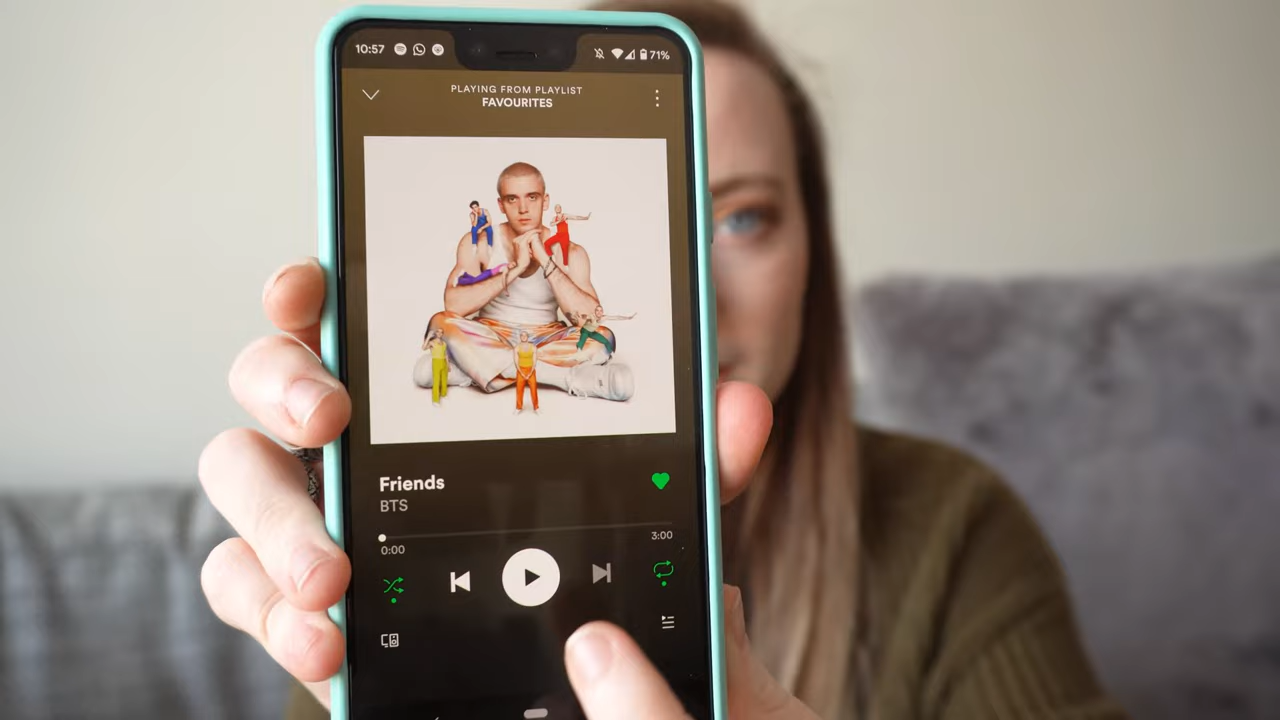 10:57
71%
PLAYING FROM PLAYLIST
FAVOURITES
Friends
BTS
0:00
3:00